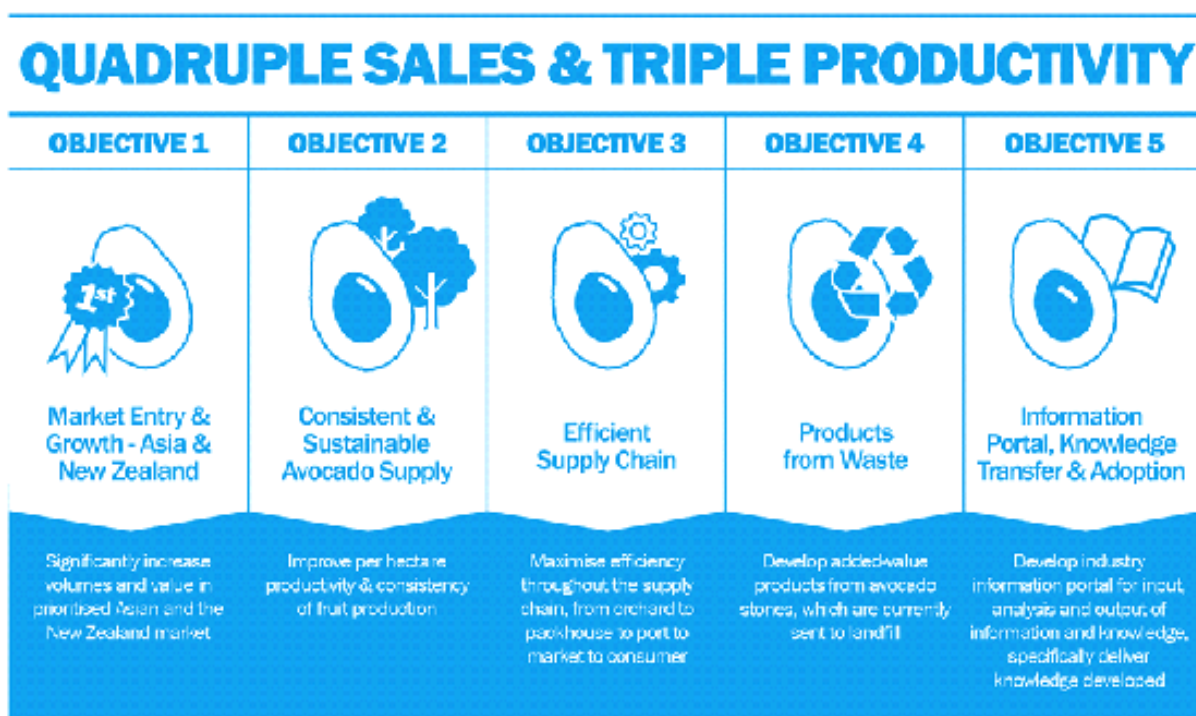 QUADRUPLE SALES & TRIPLE PRODUCTIVITY
OBJECTIVE 1
1st
Market Entry &
Growth - Asia &
New Zealand
Significantly increase
volumes and value in
prioritised Asian and the
New Zealand market
OBJECTIVE 2
Consistent &
Sustainable
Avocado Supply
Improve per hectare
productivity & consistency
of fruit production
OBJECTIVE 3
Efficient
Supply Chain
Maximise efficiency
throughout the supply
chain, from orchard to
packhouse to port to
market to consumer
OBJECTIVE 4
Products
from Waste
Develop added-value
products from avocado
stones, which are currently
sent to landfill
OBJECTIVE 5
Information
Portal, Knowledge
Transfer & Adoption
Develop industry
information portal for input,
analysis and output of
information and knowledge,
specifically deliver
knowledge developed